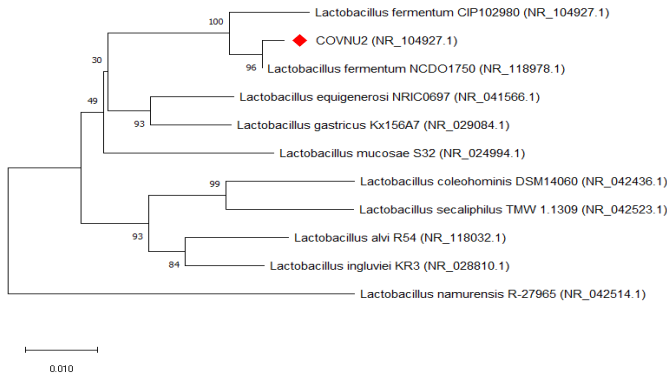 Lactobacillus fermentum CIP102980 (NR_104927.1)
100
COVNU2 (NR_104927.1)
30
96
Lactobacillus fermentum NCDO1750 (NR_118978.1)
Lactobacillus equigenerosi NRIC0697 (NR_041566.1)
49
93
Lactobacillus gastricus Kx156A7 (NR_029084.1)
Lactobacillus mucosae S32 (NR_024994.1)
Lactobacillus coleohominis DSM14060 (NR_042436.1)
99
Lactobacillus secaliphilus TMW 1.1309 (NR_042523.1)
93
Lactobacillus alvi R54 (NR_118032.1)
84
Lactobacillus ingluviei KR3 (NR_028810.1)
Lactobacillus namurensis R-27965 (NR_042514.1)
0.010